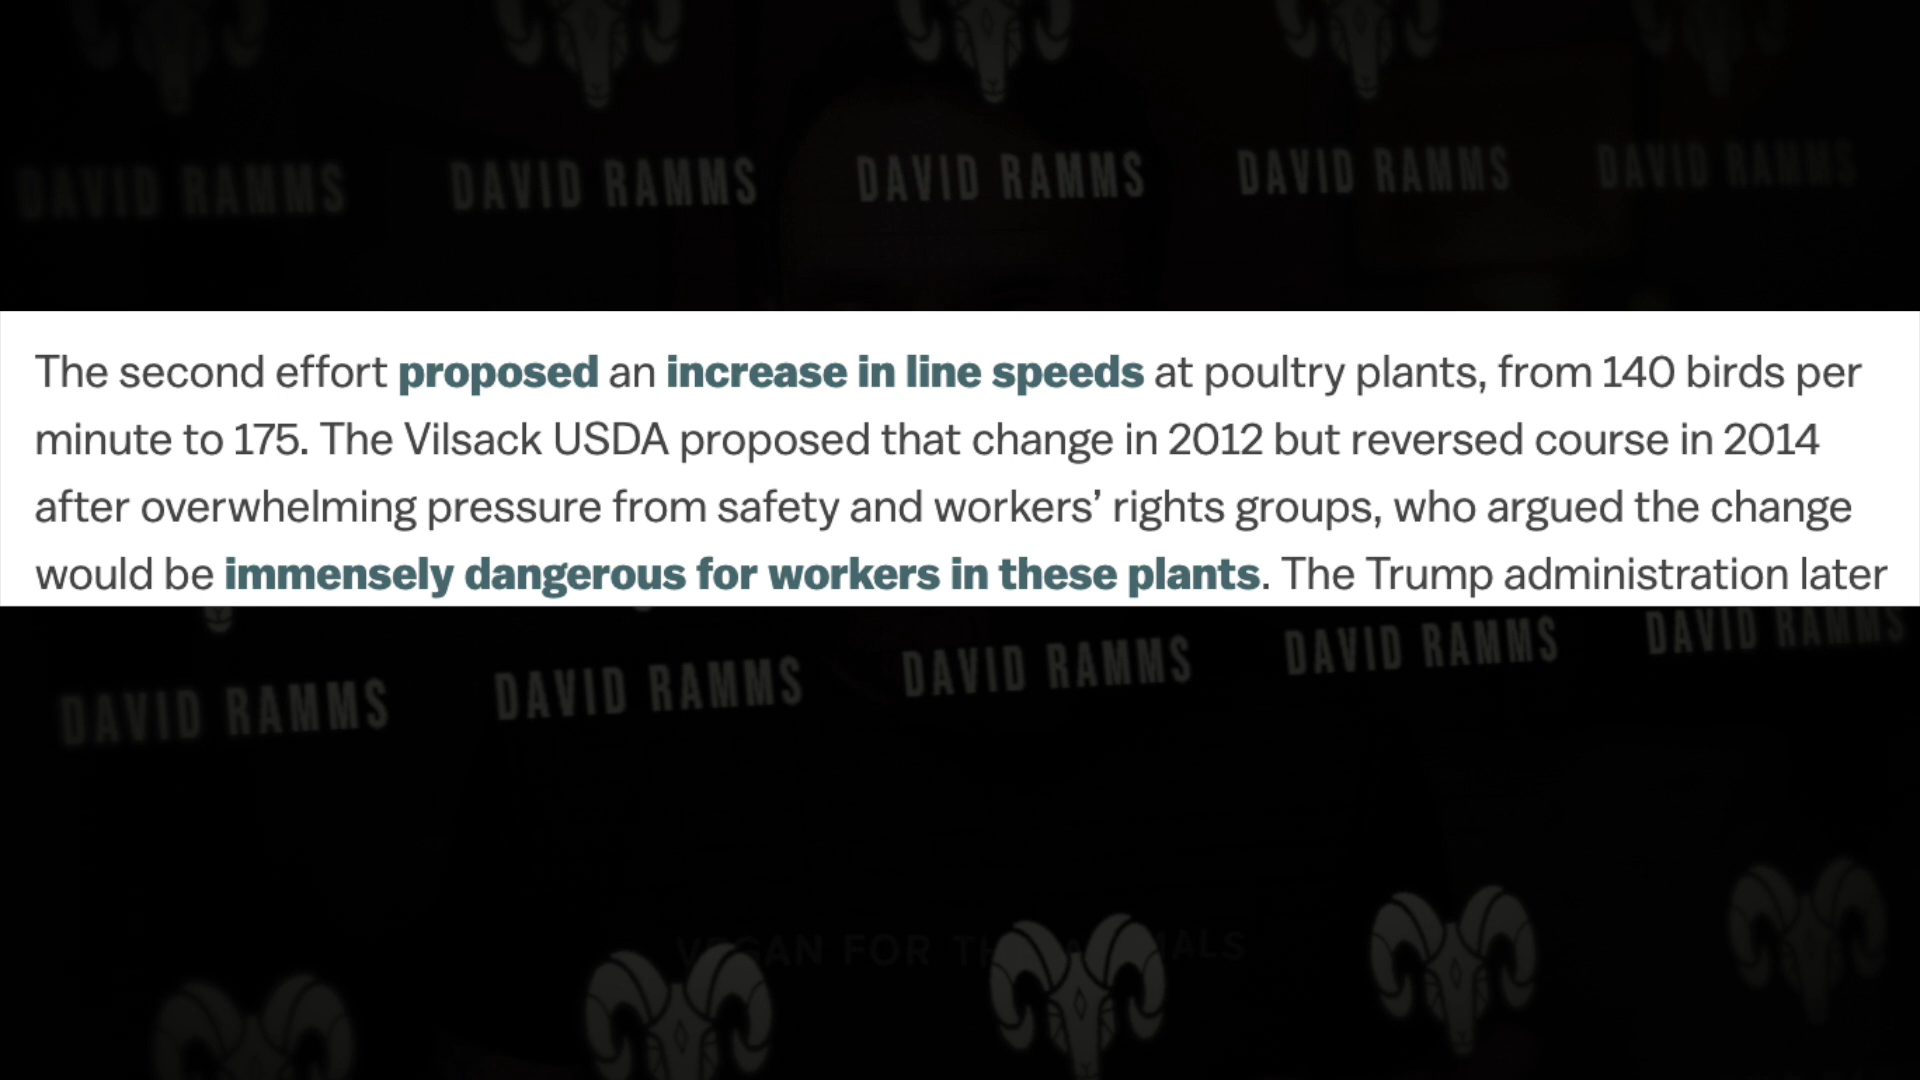 DAVID RAMMS DAVID RAMMS DAVID RAMMS DAVID RAMMS DAVID RAMMS
The second effort proposed an increase in line speeds at poultry plants, from 140 birds per
minute to 175. The Vilsack USDA proposed that change in 2012 but reversed course in 2014
after overwhelming pressure from safety and workers’ rights groups, who argued the change
would be immensely dangerous for workers in these plants. The Trump administration later
DAVID RAMMS DAVID RAMMS DAVID RAMMS DAVID RAMMS DAVID RAMMS